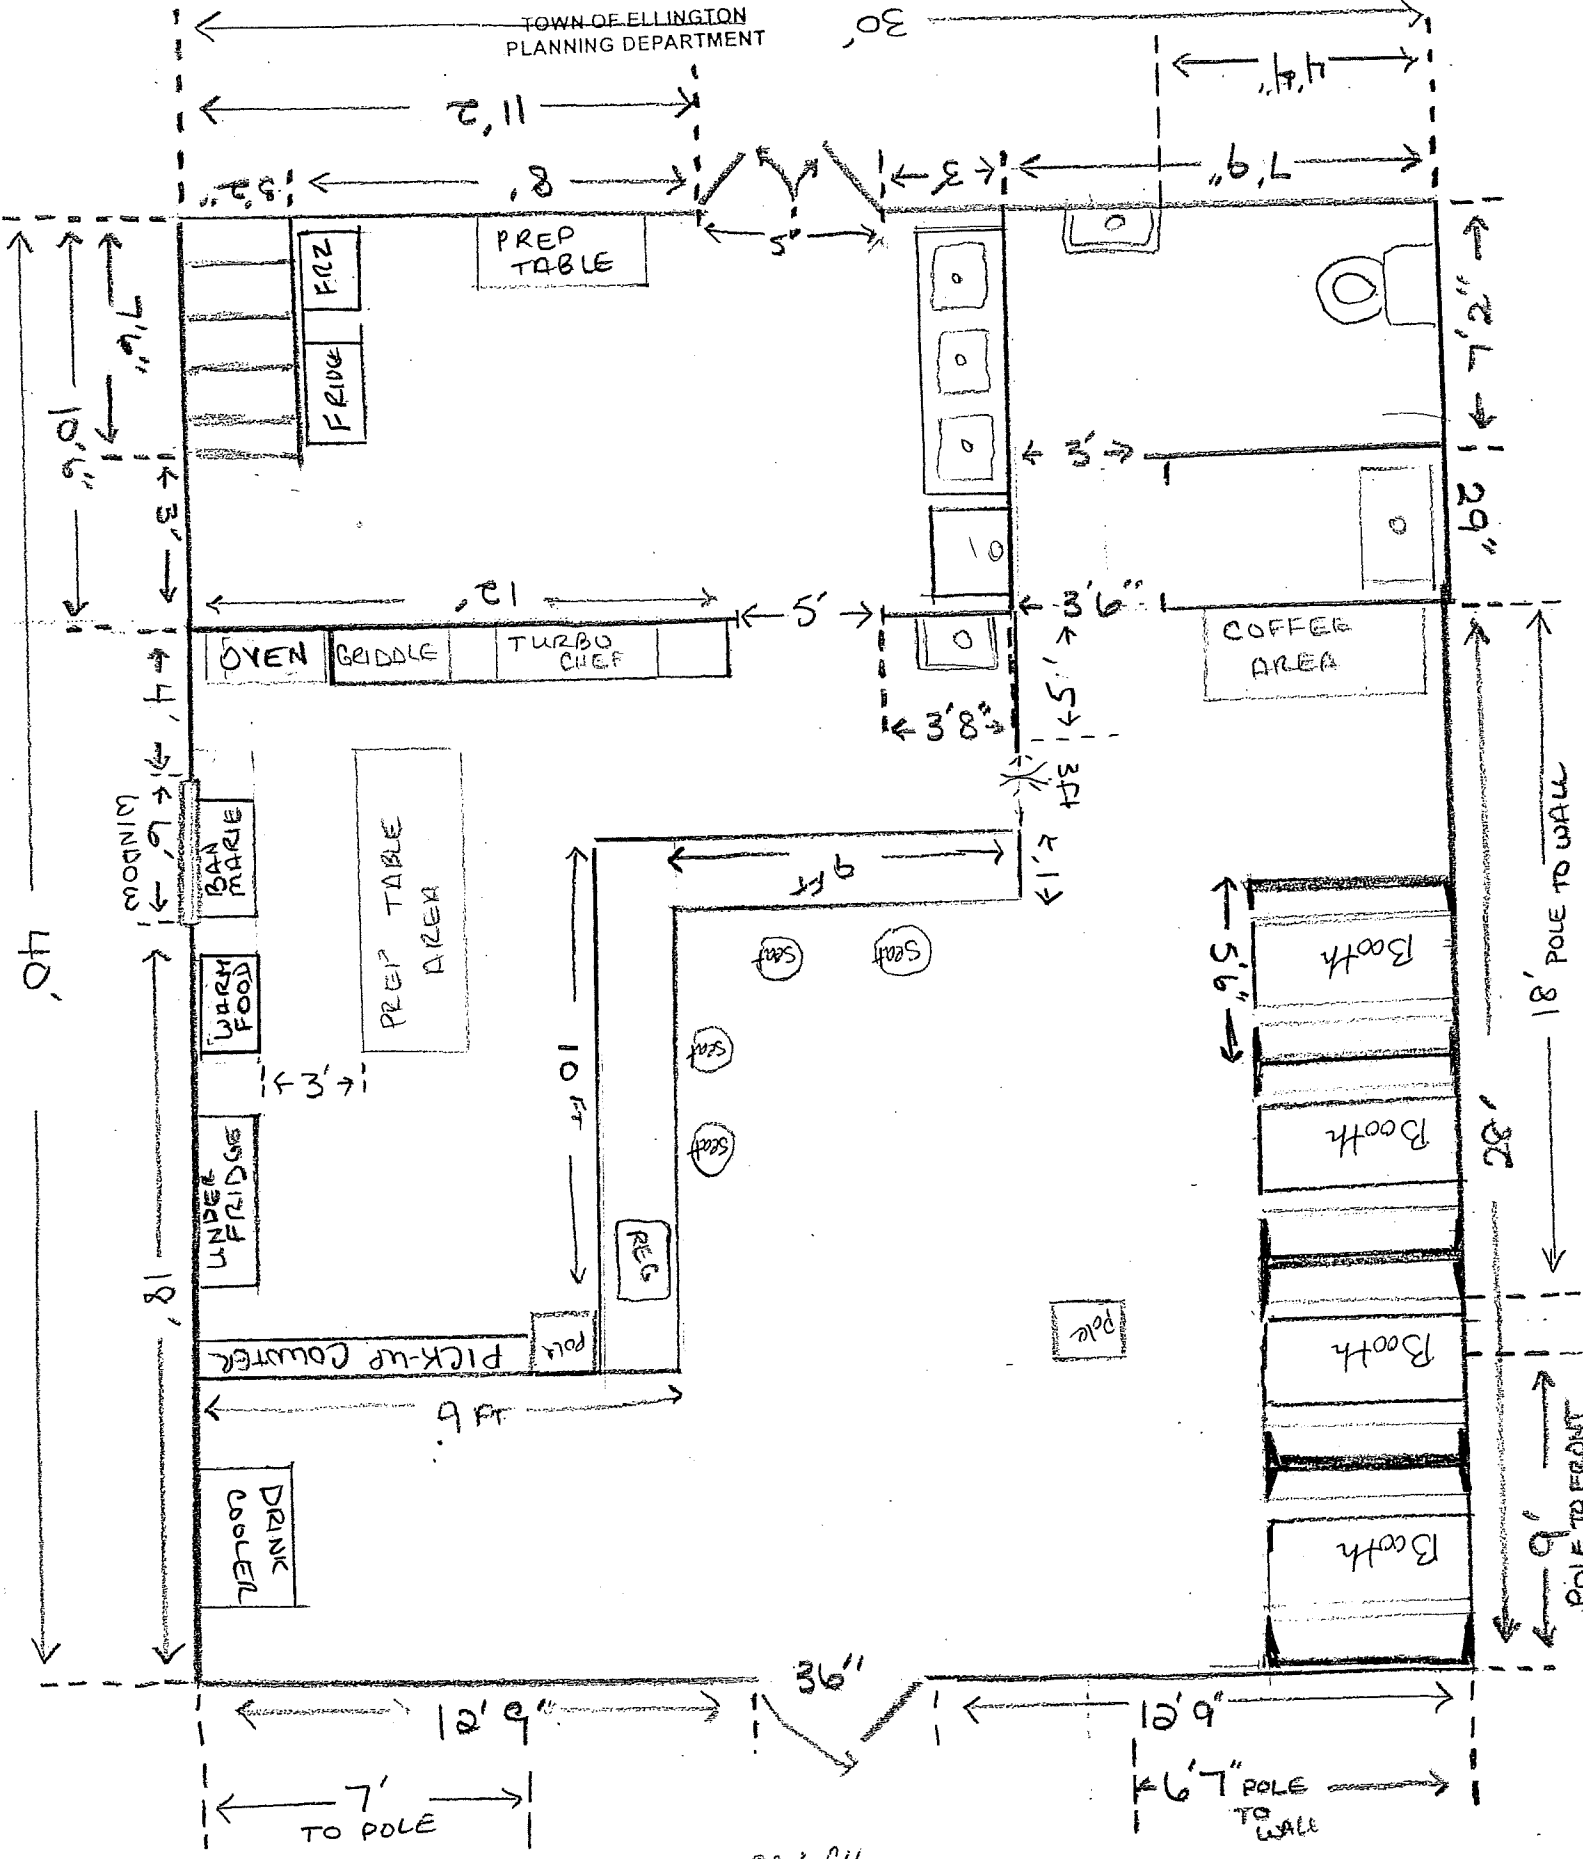 TOWN OF ELLINGTON
PLANNING DEPARTMENT
30'
4'4"
11'2"
32"
8'
5'
3'
7'9"
PREP
TABLE
FRZ
FRIDGE
7'6"
10'6"
3'
7'2"
3'
29"
12'
5'
3'6"
OVEN
GRIDDLE
TURBO
CHEF
COFFEE
AREA
4'
3'8"
5'
3ft
6'
WINDOW
BAN
MARIE
PREP TABLE
AREA
9 FT
1'
40'
WARM
FOOD
3'
10 FT
Seat
Seat
Seat
Seat
5'6"
Booth
Booth
Booth
Booth
18' POLE TO WALL
28'
UNDER
FRIDGE
18'
REG
PICK-UP COUNTER
Pole
Pole
9 FT
DRINK
COOLER
9'
POLE TO FRONT
12'9"
36"
12'9"
7'
TO POLE
6'7" POLE
TO
WALL